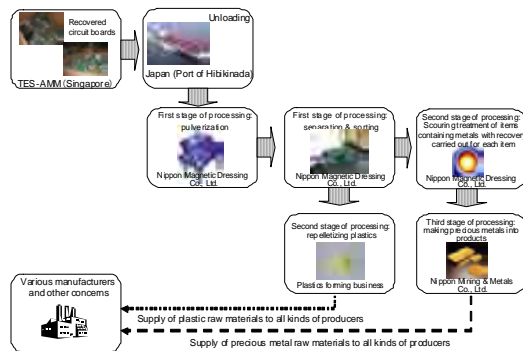 Recovered
circuit boards
TES-AMM(Singapore)
Unloading
Japan (Port of Hibikinada)
First stage of processing:
pulverization
Nippon Magnetic Dressing
Co., Ltd.
First stage of processing:
separation & sorting
Nippon Magnetic Dressing
Co., Ltd.
Second stage of processing:
Scouring treatment of items
containing metals with recovery
carried out for each item
Nippon Magnetic Dressing
Co., Ltd.
Second stage of processing:
repelletizing plastics
Plastics forming business
Third stage of processing:
making precious metals into
products
Nippon Mining & Metals
Co., Ltd.
Various manufacturers
and other concerns
Supply of plastic raw materials to all kinds of producers
Supply of precious metal raw materials to all kinds of producers